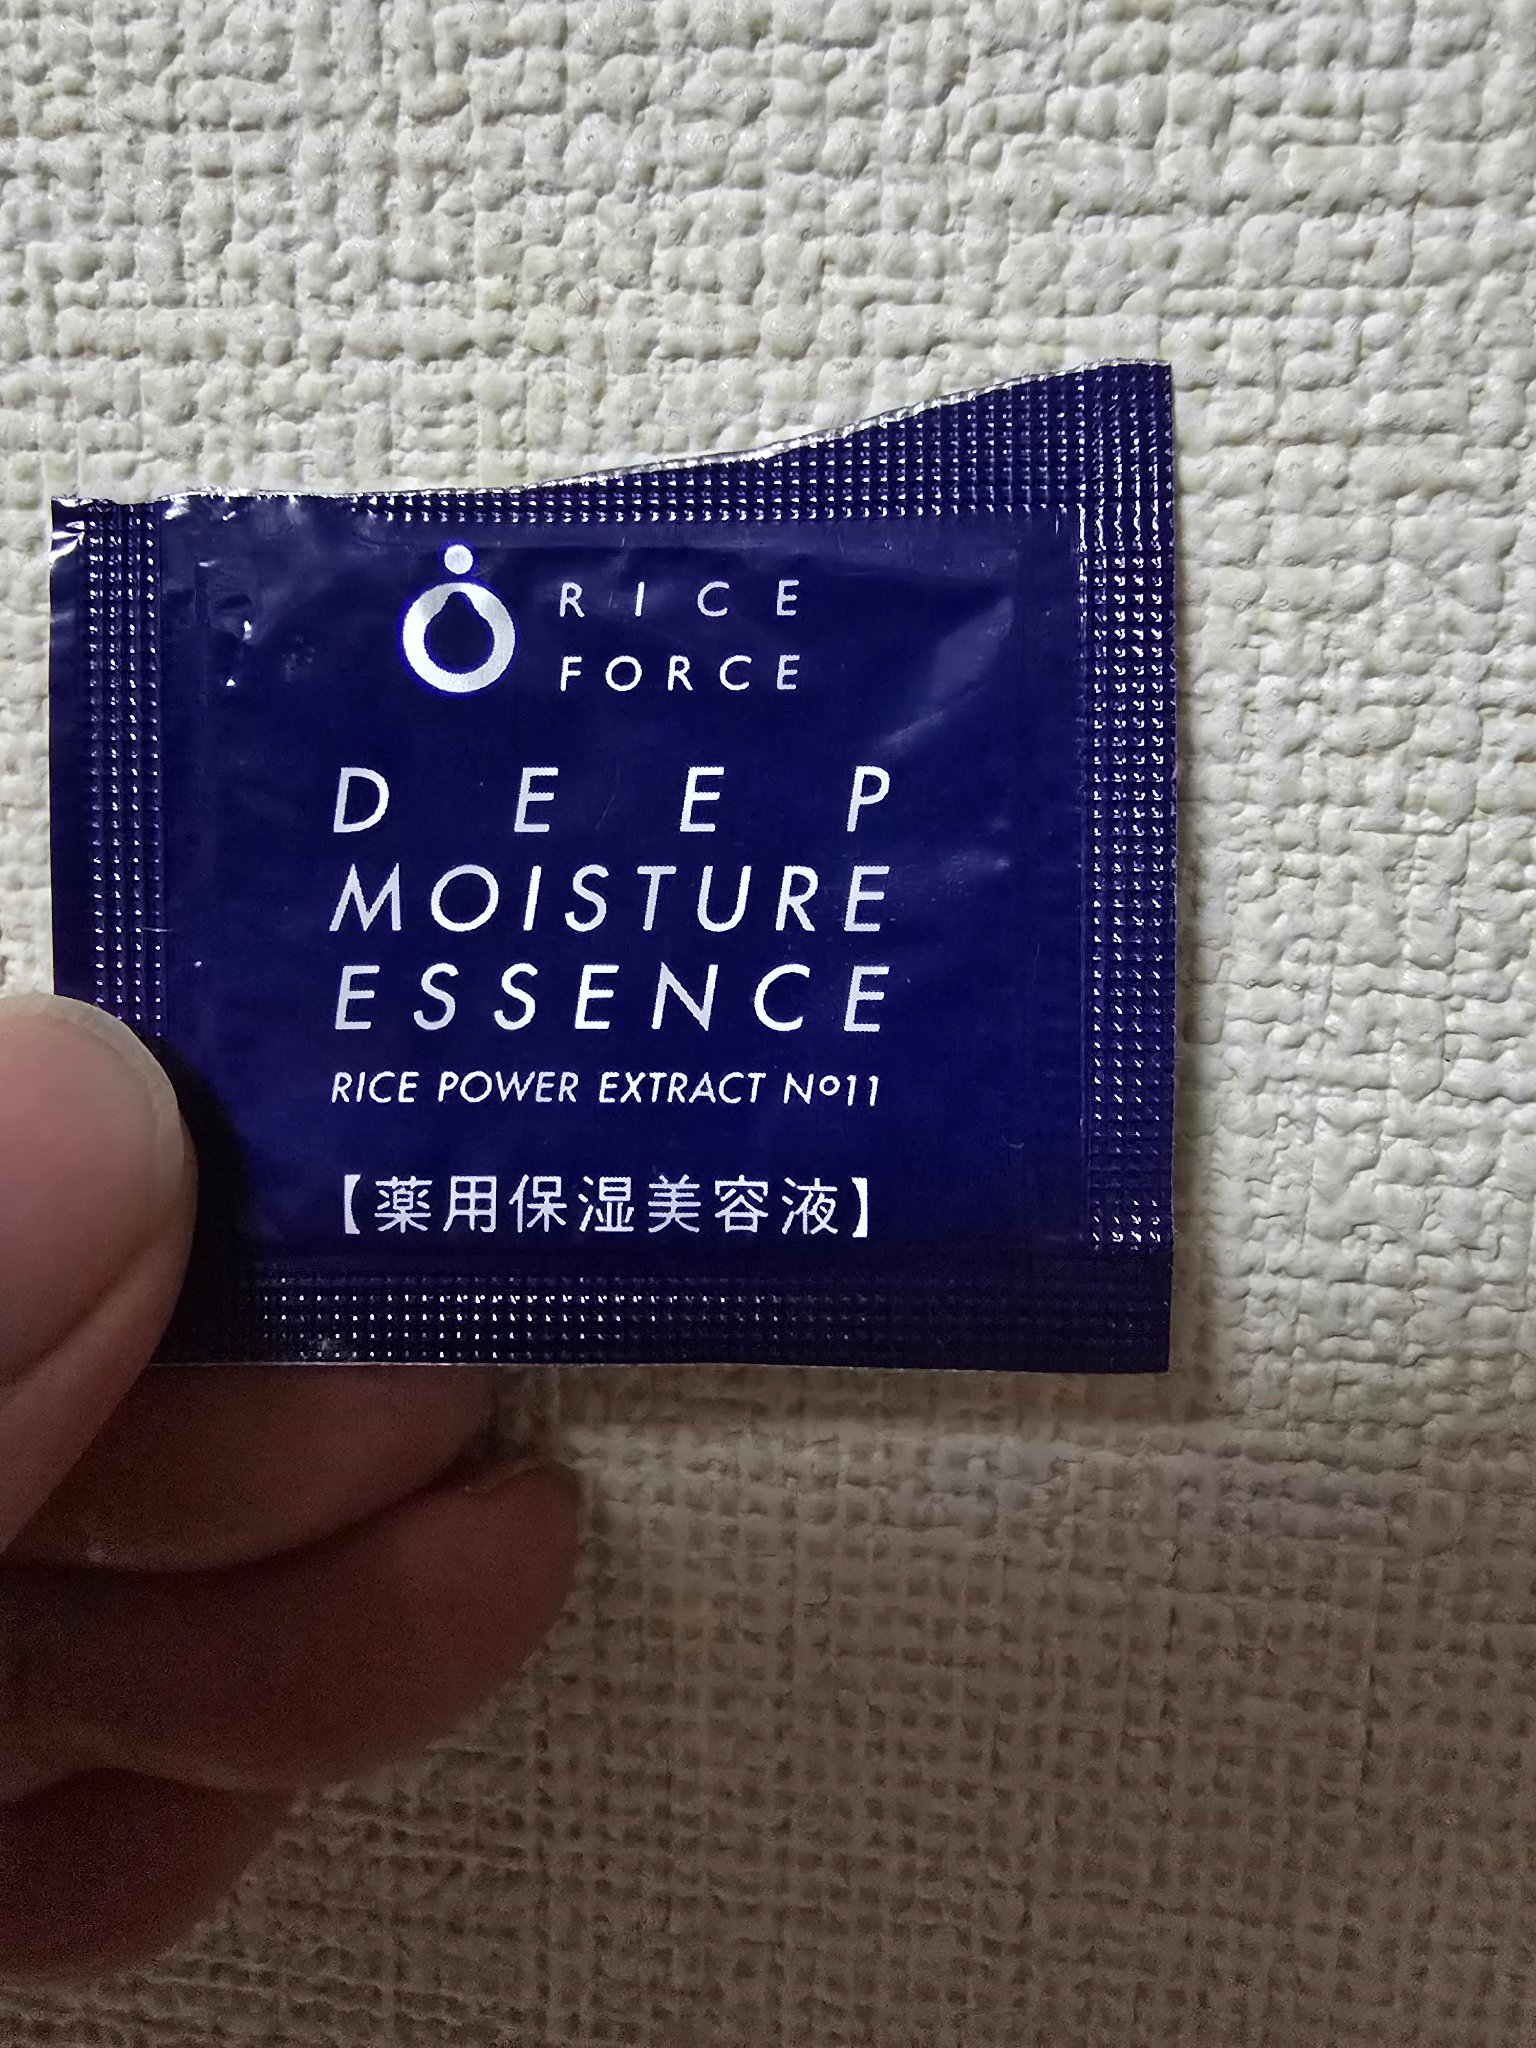 RICE
FORCE
DEEP
MOISTURE
ESSENCE
RICE POWER EXTRACT Nº11
【薬用保湿美容液】